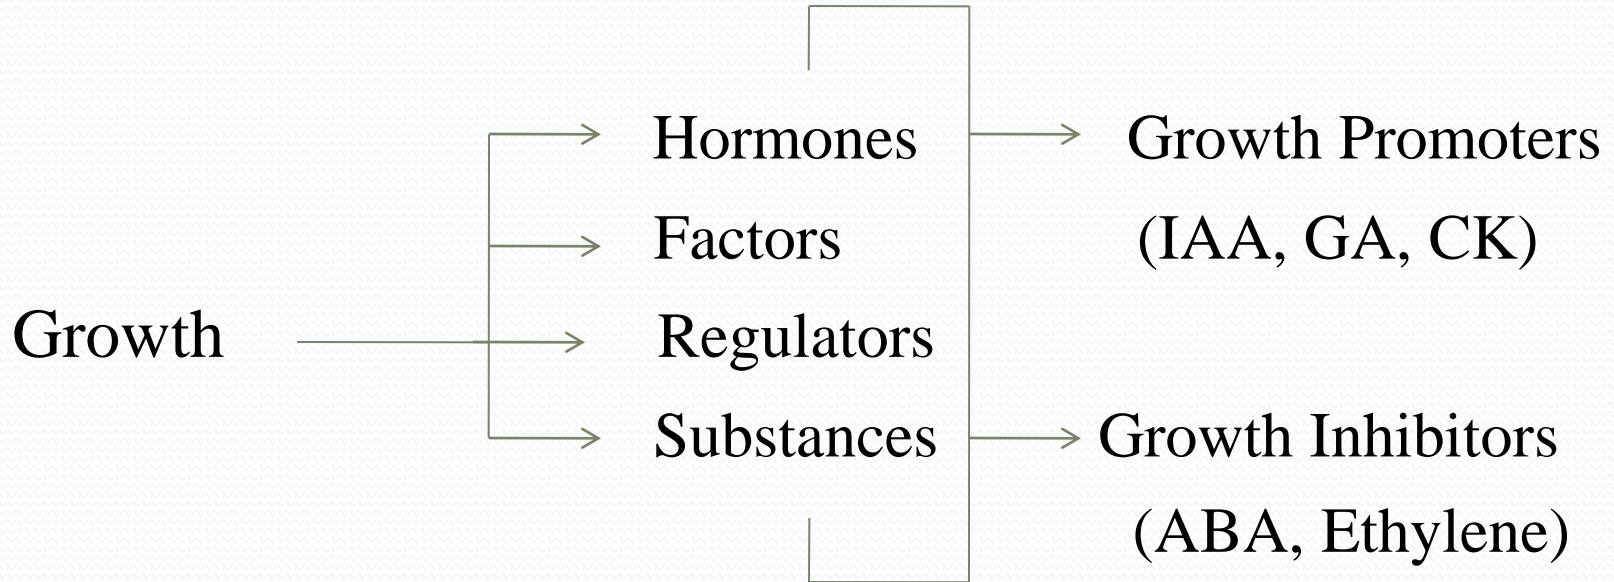 Growth
Hormones
Factors
Regulators
Substances
Growth Promoters
(IAA, GA, CK)
Growth Inhibitors
(ABA, Ethylene)